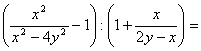 (x²/(x²−4y²) −1):(1+ x/(2y−x))=